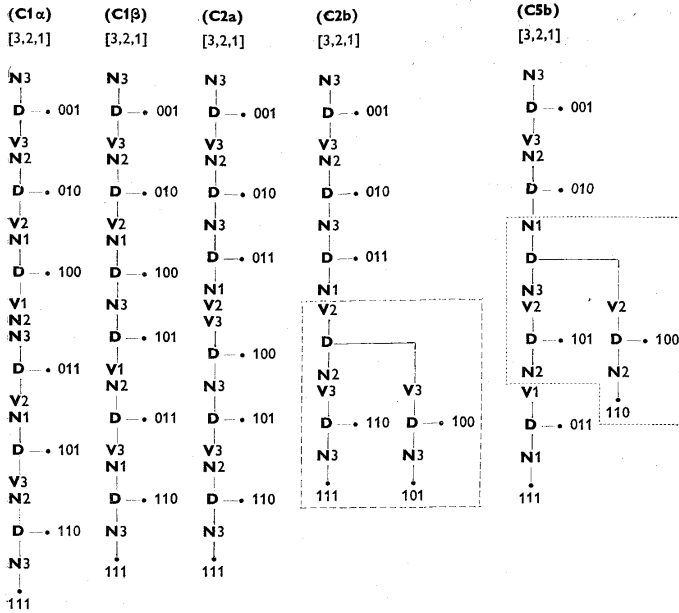 (C1α) (C1β) (C2a) (C2b) (C5b)
[3,2,1] [3,2,1] [3,2,1] [3,2,1] [3,2,1]
N3
D 001
V3
N2
D 010
V2
N1
D 100
V1
N2
N3
D 011
V2
N1
D 101
V3
N2
D 110
N3
111
N3
D 001
V3
N2
D 010
V2
N1
D 100
N3
D 101
V1
N2
D 011
V3
N1
D 110
N3
111
N3
D 001
V3
N2
D 010
N3
D 011
N1
V2
V3
D 100
N3
D 101
V3
N2
D 110
N3
111
N3
D 001
V3
N2
D 010
N3
D 011
N1
V2
D
N2
V3 V3
D 110 D 100
N3 N3
111 101
N3
D 001
V3
N2
D 010
N1
D
N3
V2 V2
D 101 D 100
N2 N2
V1 110
D 011
N1
111